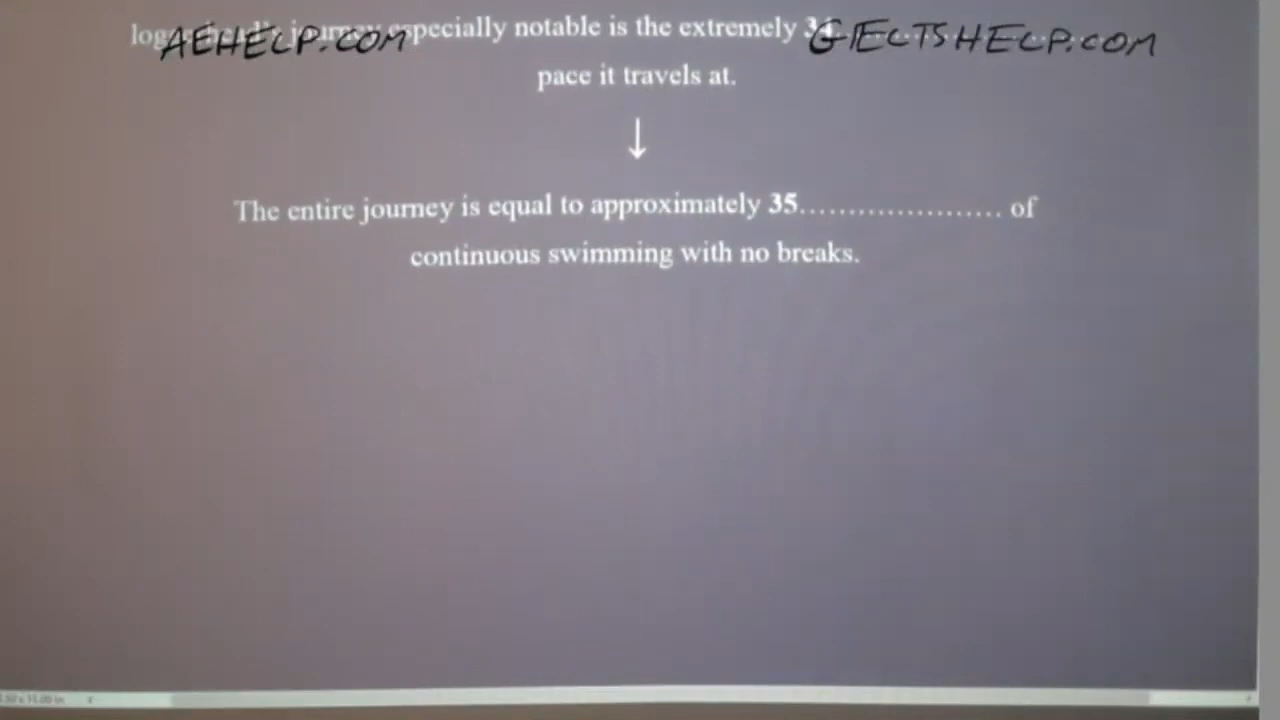 AEHELP.COM GIELTSHELP.COM
especially notable is the extremely 34
pace it travels at.
↓
The entire journey is equal to approximately 35..................... of
continuous swimming with no breaks.